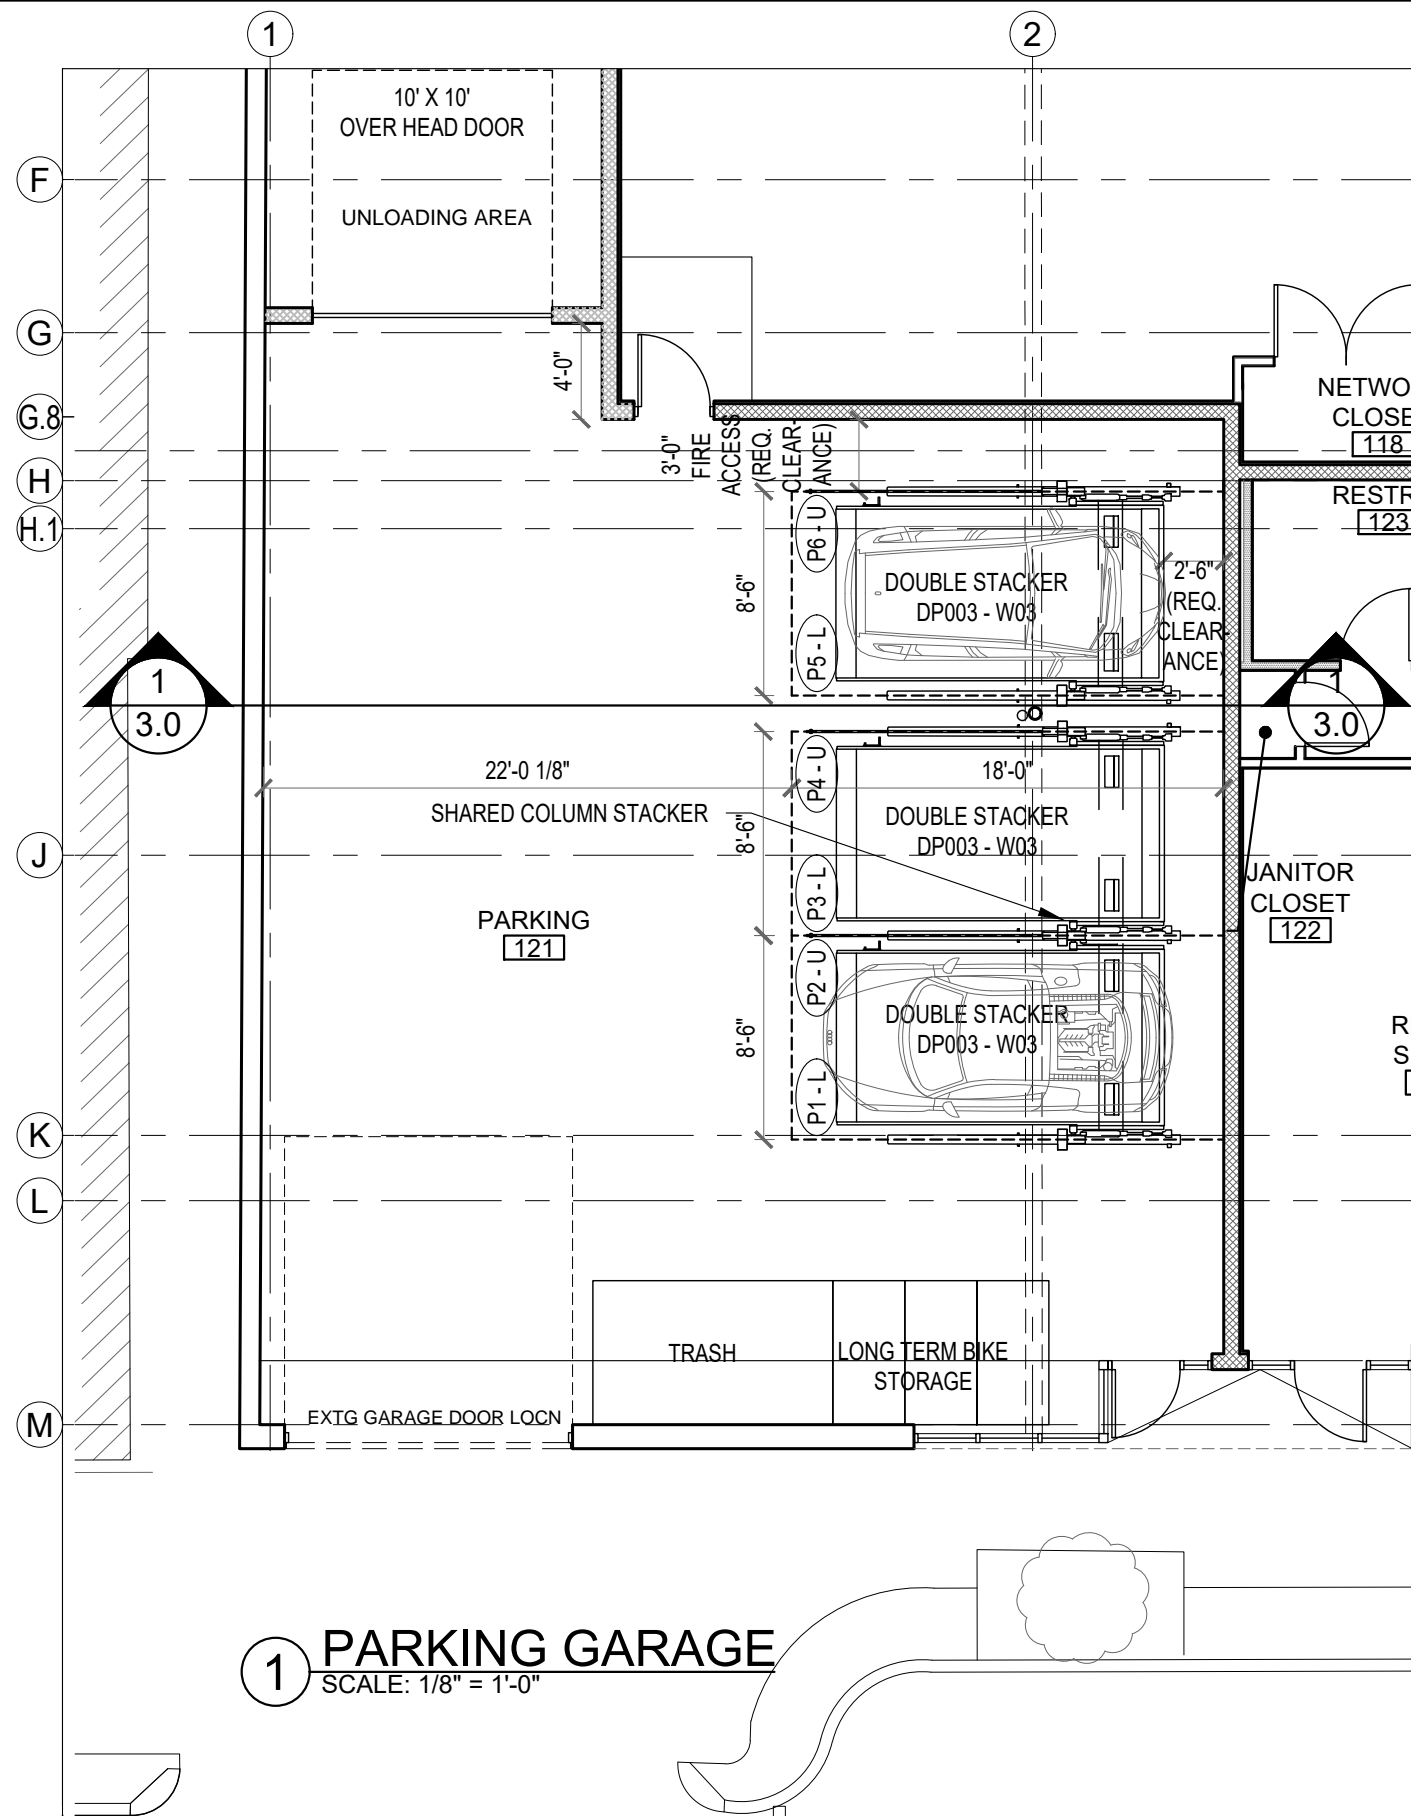 1
2
10' X 10'
OVER HEAD DOOR
F
UNLOADING AREA
G
4'-0"
NETWO
CLOSE
118
G.8
3'-0"
FIRE
ACCESS
(REQ.
CLEAR-
ANCE)
H
RESTR
123
H.1
P6 - U
8'-6"
DOUBLE STACKER
DP003 - W03
2'-6"
(REQ.
CLEAR-
ANCE)
P5 - L
1
3.0
1
3.0
22'-0 1/8"
P4 - U
18'-0"
SHARED COLUMN STACKER
8'-6"
DOUBLE STACKER
DP003 - W03
J
P3 - L
JANITOR
CLOSET
122
PARKING
121
P2 - U
DOUBLE STACKER
DP003 - W03
8'-6"
R
S
P1 - L
K
L
TRASH
LONG TERM BIKE
STORAGE
M
EXTG GARAGE DOOR LOCN
1
PARKING GARAGE
SCALE: 1/8" = 1'-0"